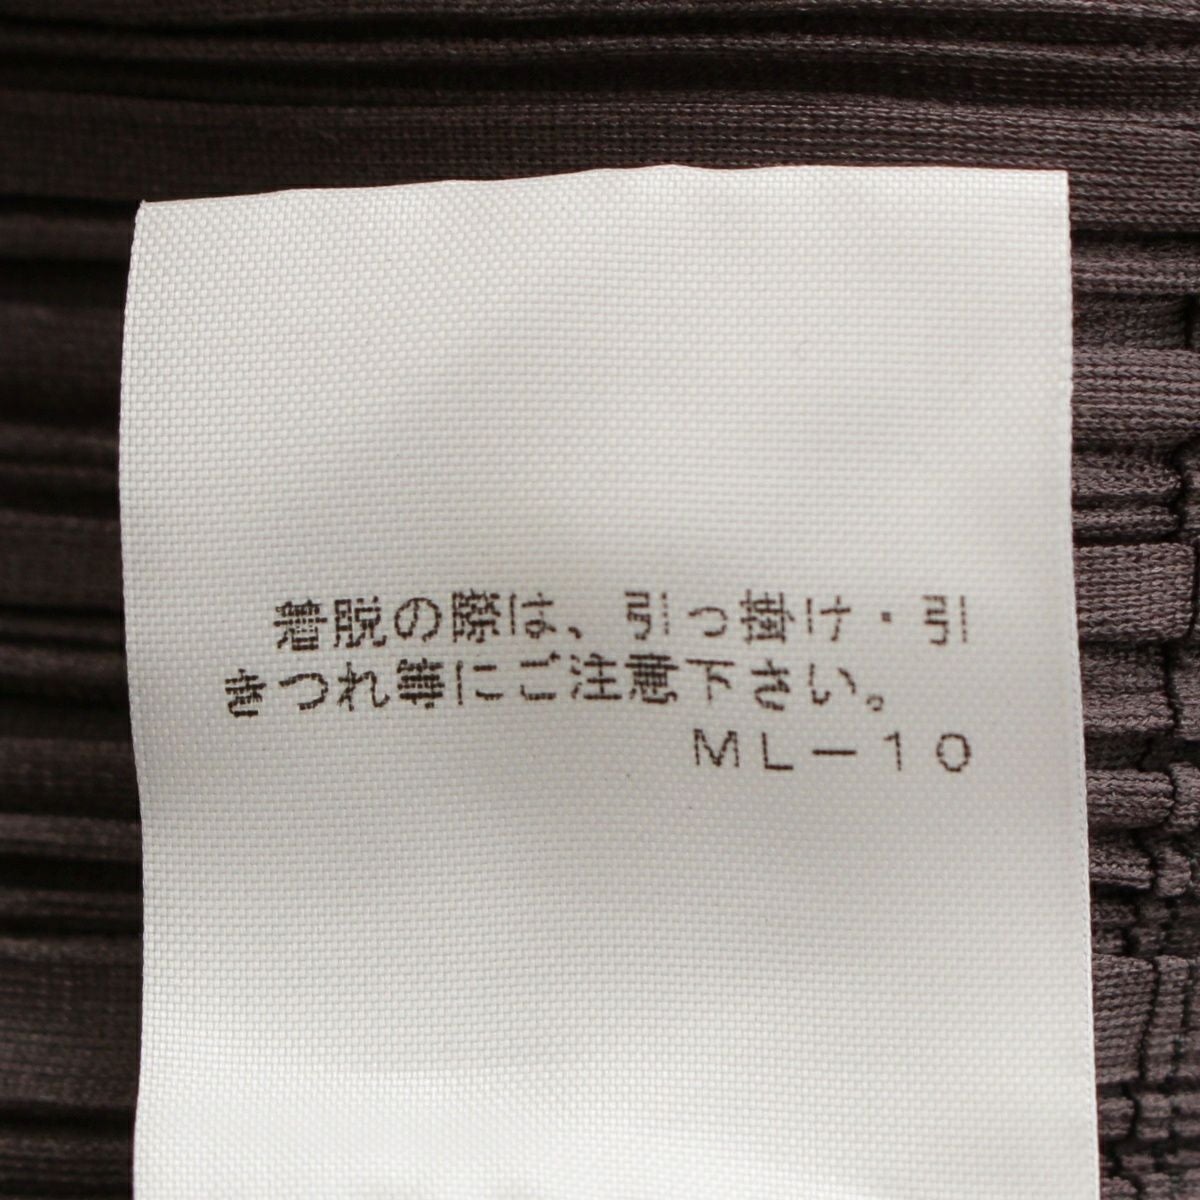 着脱の際は、引っ掛け・引
きつれ等にご注意下さい。
ＭＬ－１０